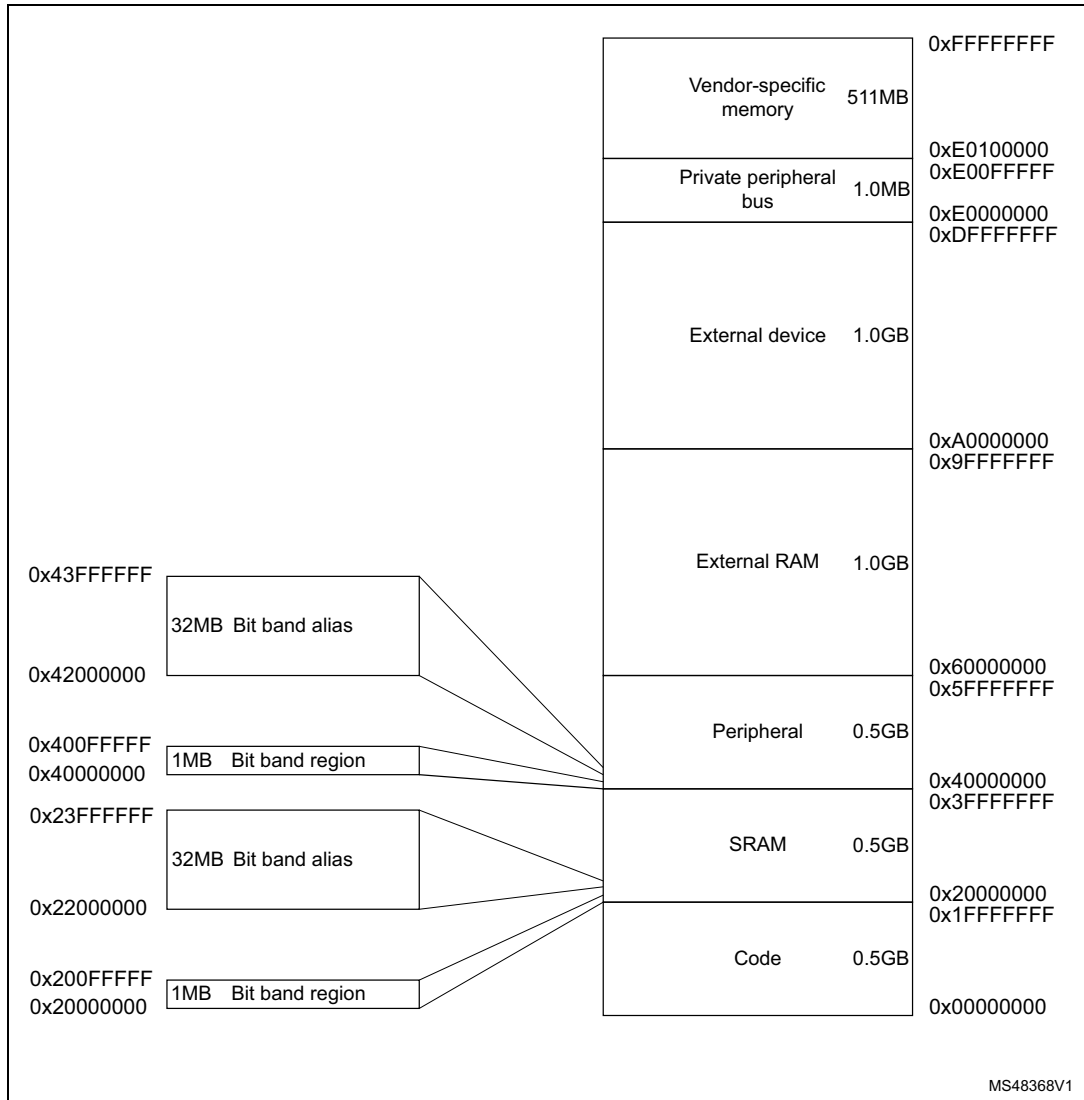 0xFFFFFFFF
Vendor-specific
memory
511MB
0xE0100000
0xE00FFFFF
Private peripheral
bus
1.0MB
0xE0000000
0xDFFFFFFF
External device
1.0GB
0xA0000000
0x9FFFFFFF
External RAM
1.0GB
0x60000000
0x5FFFFFFF
Peripheral
0.5GB
0x40000000
0x3FFFFFFF
SRAM
0.5GB
0x20000000
0x1FFFFFFF
Code
0.5GB
0x00000000
0x43FFFFFF
32MB Bit band alias
0x42000000
0x400FFFFF
1MB Bit band region
0x40000000
0x23FFFFFF
32MB Bit band alias
0x22000000
0x200FFFFF
1MB Bit band region
0x20000000
MS48368V1